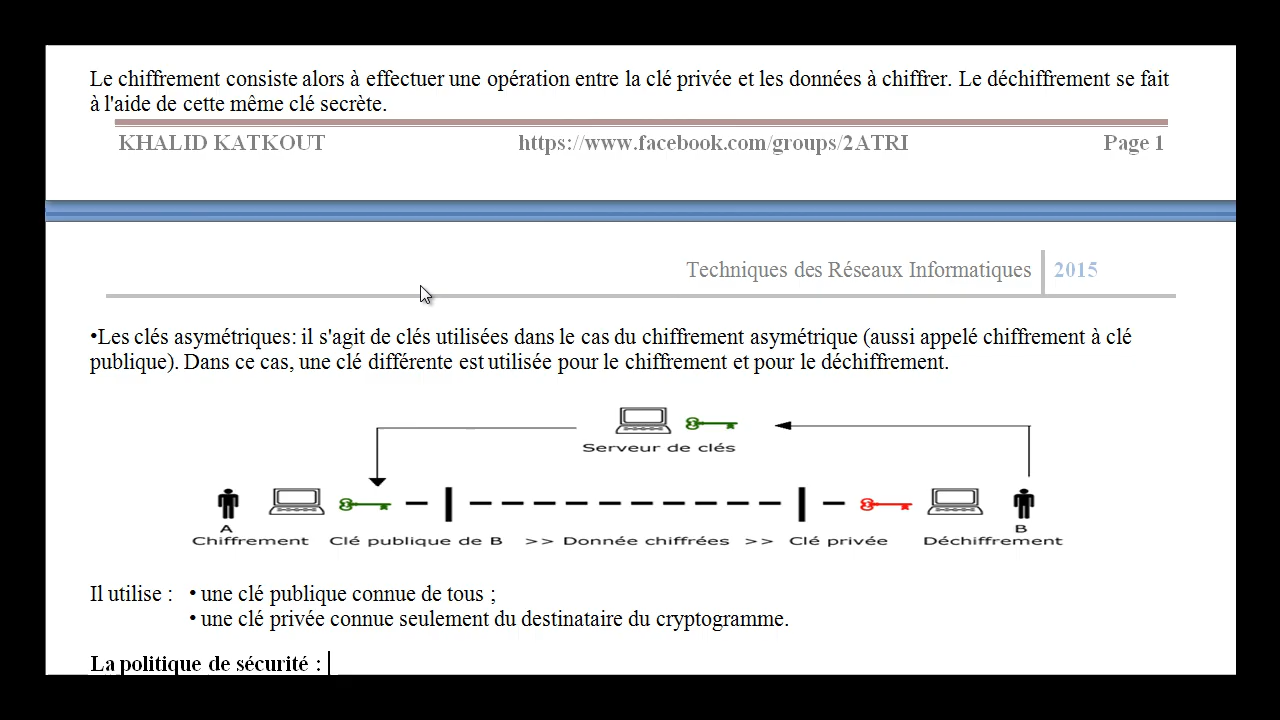 Le chiffrement consiste alors à effectuer une opération entre la clé privée et les données à chiffrer. Le déchiffrement se fait
à l'aide de cette même clé secrète.
KHALID KATKOUT https://www.facebook.com/groups/2ATRI Page 1
Techniques des Réseaux Informatiques 2015
•Les clés asymétriques: il s'agit de clés utilisées dans le cas du chiffrement asymétrique (aussi appelé chiffrement à clé
publique). Dans ce cas, une clé différente est utilisée pour le chiffrement et pour le déchiffrement.
Serveur de clés
A B
Chiffrement Clé publique de B >> Donnée chiffrées >> Clé privée Déchiffrement
Il utilise : • une clé publique connue de tous ;
• une clé privée connue seulement du destinataire du cryptogramme.
La politique de sécurité :